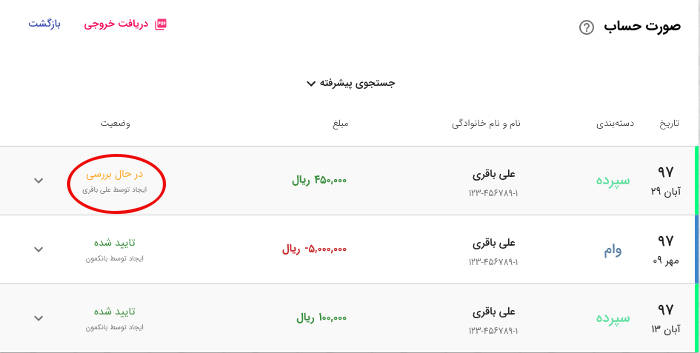 صورت حساب
دریافت خروجی
بازگشت
جستجوی پیشرفته
تاریخ دسته‌بندی نام و نام خانوادگی مبلغ وضعیت
۹۷ سپرده علی باقری ۴۵۰,۰۰۰ ریال در حال بررسی
آبان ۲۹ ۱۲۳-۴۵۶۷۸۹-۱ ایجاد توسط علی باقری
۹۷ وام علی باقری -۵,۰۰۰,۰۰۰ ریال تایید شده
مهر ۰۹ ۱۲۳-۴۵۶۷۸۹-۱ ایجاد توسط بانکمون
۹۷ سپرده علی باقری ۱۰۰,۰۰۰ ریال تایید شده
آبان ۱۳ ۱۲۳-۴۵۶۷۸۹-۱ ایجاد توسط بانکمون